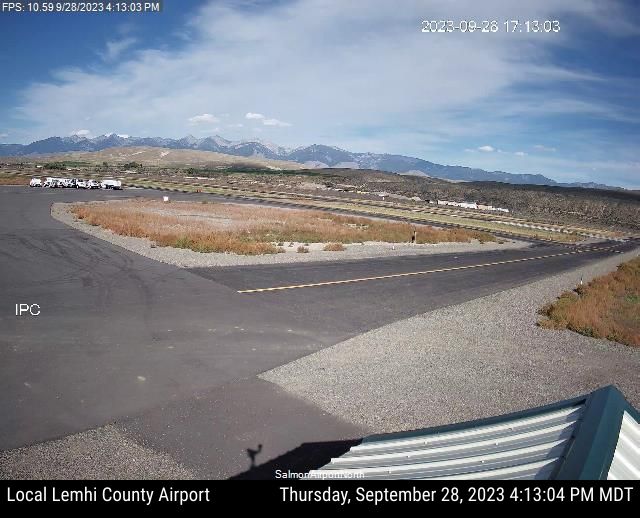 FPS: 10.59 9/28/2023 4:13:03 PM
2023-09-28 17:13:03
IPC
SalmonAirportNorth
Local Lemhi County Airport
Thursday, September 28, 2023 4:13:04 PM MDT